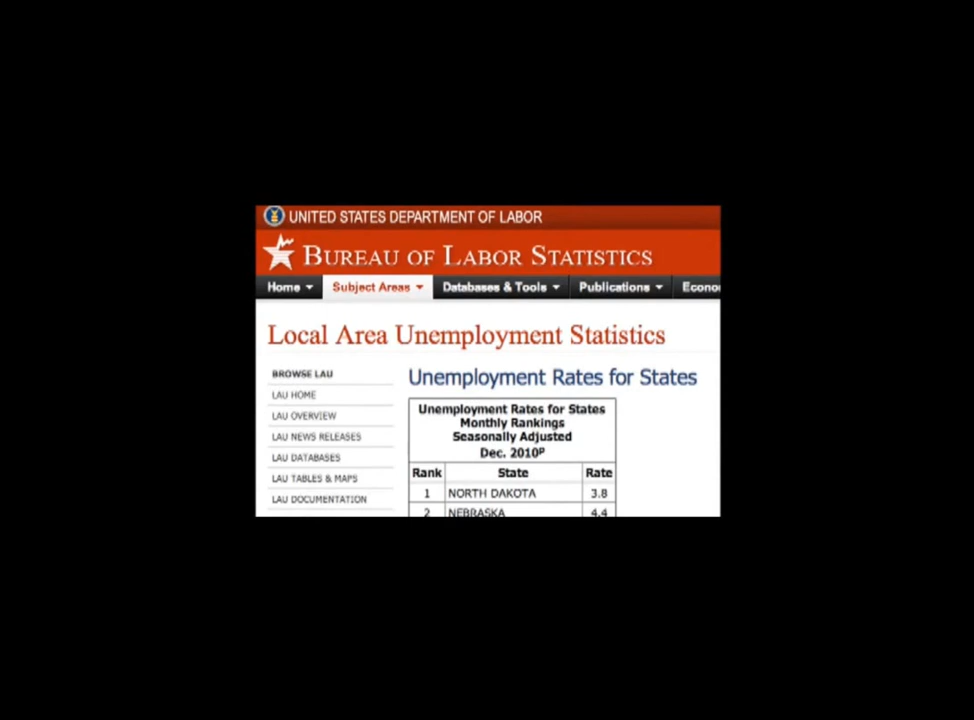 UNITED STATES DEPARTMENT OF LABOR
BUREAU OF LABOR STATISTICS
Home Subject Areas Databases & Tools Publications Econo
Local Area Unemployment Statistics
BROWSE LAU
LAU HOME
LAU OVERVIEW
LAU NEWS RELEASES
LAU DATABASES
LAU TABLES & MAPS
LAU DOCUMENTATION
Unemployment Rates for States
Unemployment Rates for States
Monthly Rankings
Seasonally Adjusted
Dec. 2010p
Rank State Rate
1 NORTH DAKOTA 3.8
2 NEBRASKA 4.4